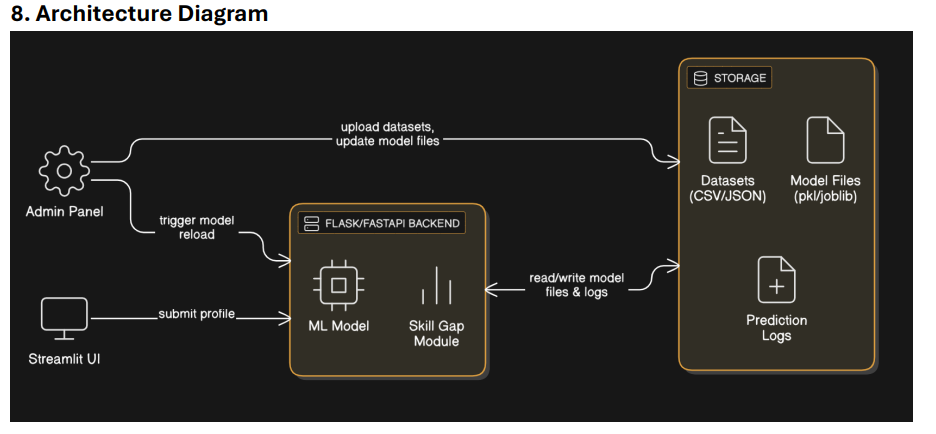 8. Architecture Diagram
STORAGE
upload datasets,
update model files
Datasets
(CSV/JSON)
Model Files
(pkl/joblib)
Admin Panel
trigger model
reload
FLASK/FASTAPI BACKEND
read/write model
files & logs
submit profile
ML Model
Skill Gap
Module
Prediction
Logs
Streamlit UI